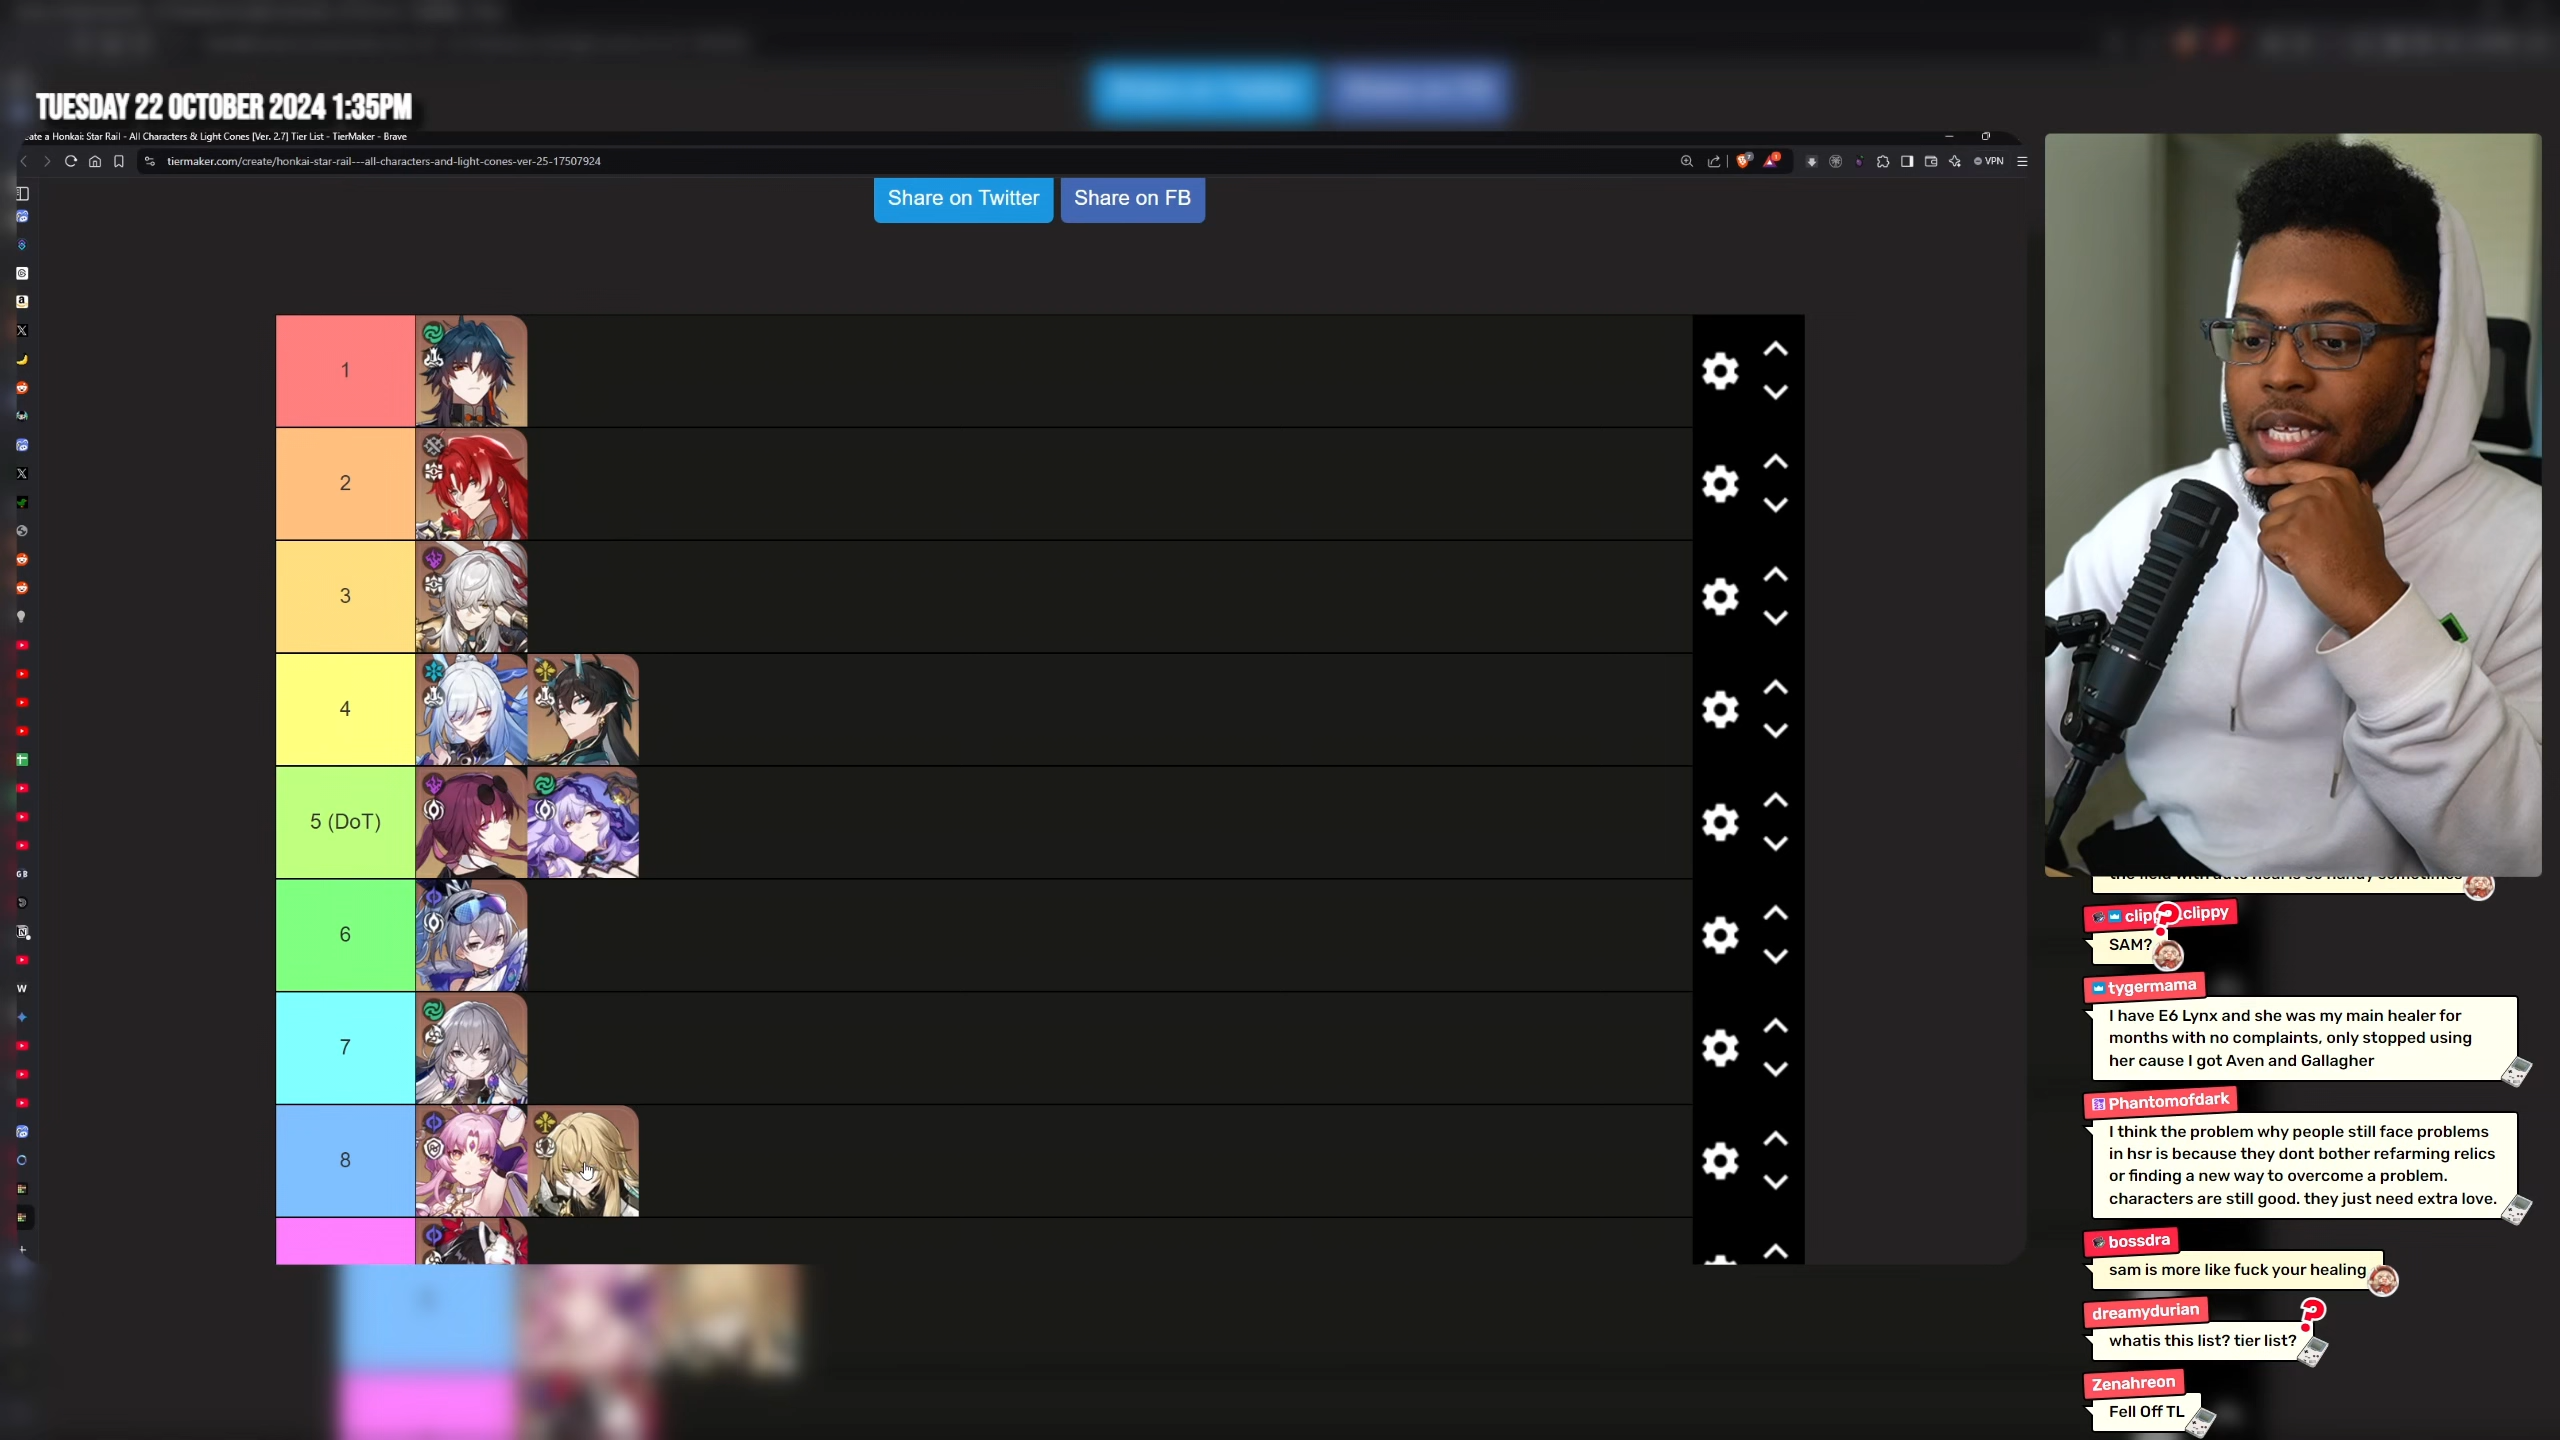 TUESDAY 22 OCTOBER 2024 1:35PM
ate a Honkai: Star Rail - All Characters & Light Cones [Ver. 2.7] Tier List - TierMaker - Brave
tiermaker.com/create/honkai-star-rail---all-characters-and-light-cones-ver-25-17507924
VPN
Share on Twitter
Share on FB
1
2
3
4
5 (DoT)
6
7
8
SAM?
tygermama
I have E6 Lynx and she was my main healer for
months with no complaints, only stopped using
her cause I got Aven and Gallagher
Phantomofdark
I think the problem why people still face problems
in hsr is because they dont bother refarming relics
or finding a new way to overcome a problem.
characters are still good. they just need extra love.
bossdra
sam is more like fuck your healing
dreamydurian
whatis this list? tier list?
Zenahreon
Fell Off TL